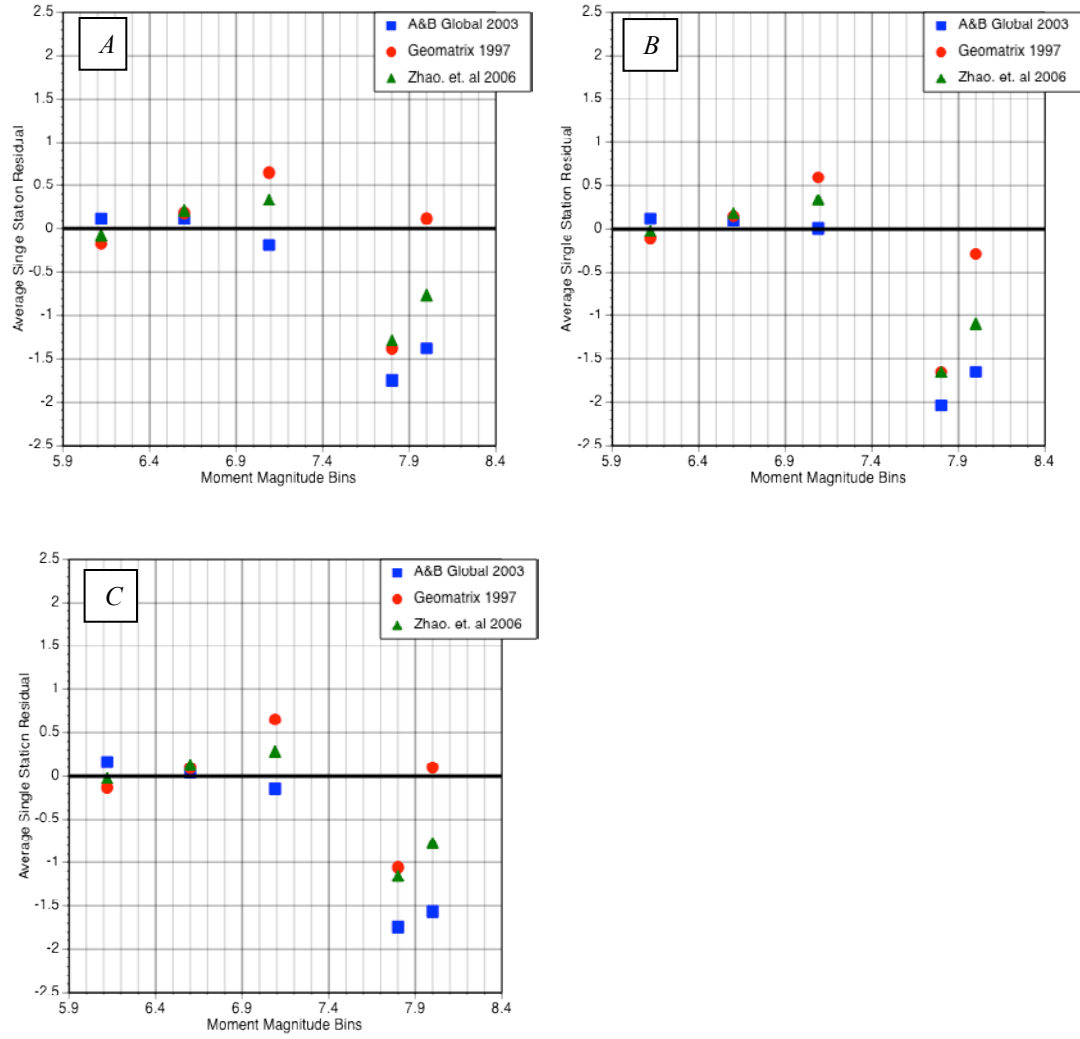 A
A&B Global 2003
Geomatrix 1997
Zhao. et. al 2006
2.5
2
1.5
1
0.5
0
-0.5
-1
-1.5
-2
-2.5
Average Singe Station Residual
5.9 6.4 6.9 7.4 7.9 8.4
Moment Magnitude Bins
B
A&B Global 2003
Geomatrix 1997
Zhao. et. al 2006
2.5
2
1.5
1
0.5
0
-0.5
-1
-1.5
-2
-2.5
Average Single Station Residual
5.9 6.4 6.9 7.4 7.9 8.4
Moment Magnitude Bins
C
A&B Global 2003
Geomatrix 1997
Zhao. et. al 2006
2.5
2
1.5
1
0.5
0
-0.5
-1
-1.5
-2
-2.5
Average Single Station Residual
5.9 6.4 6.9 7.4 7.9 8.4
Moment Magnitude Bins